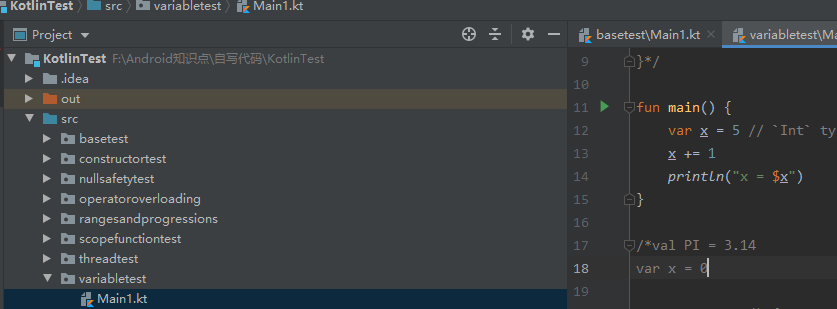 KotlinTest src variabletest Main1.kt
Project
KotlinTest F:\Android知识点\自写代码\KotlinTest
.idea
out
src
basetest
constructortest
nullsafetytest
operatoroverloading
rangesandprogressions
scopefunctiontest
threadtest
variabletest
Main1.kt
basetest\Main1.kt variabletest\Ma
9 }*/
10
11 fun main() {
12 var x = 5 // `Int` ty
13 x += 1
14 println("x = $x")
15 }
16
17 /*val PI = 3.14
18 var x = 0
19